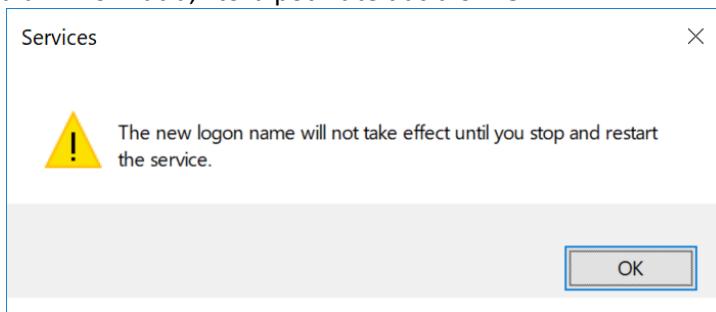 Services
The new logon name will not take effect until you stop and restart
the service.
OK